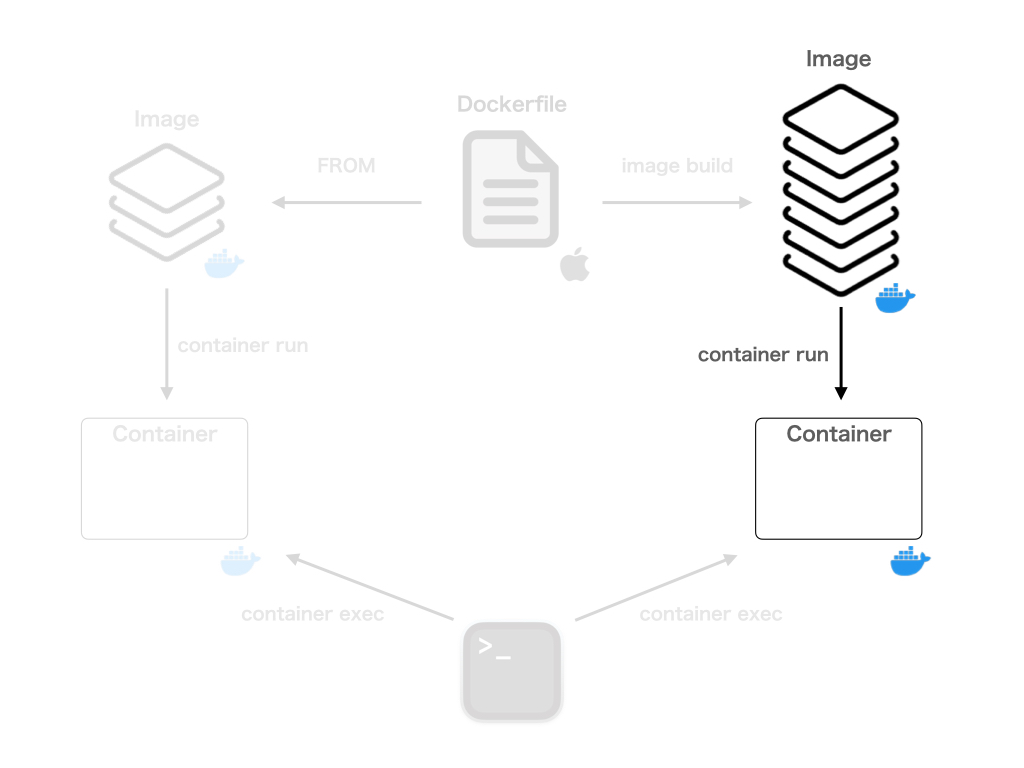 Image
Dockerfile
Image
FROM
image build
container run
container run
Container
Container
container exec
container exec
>_